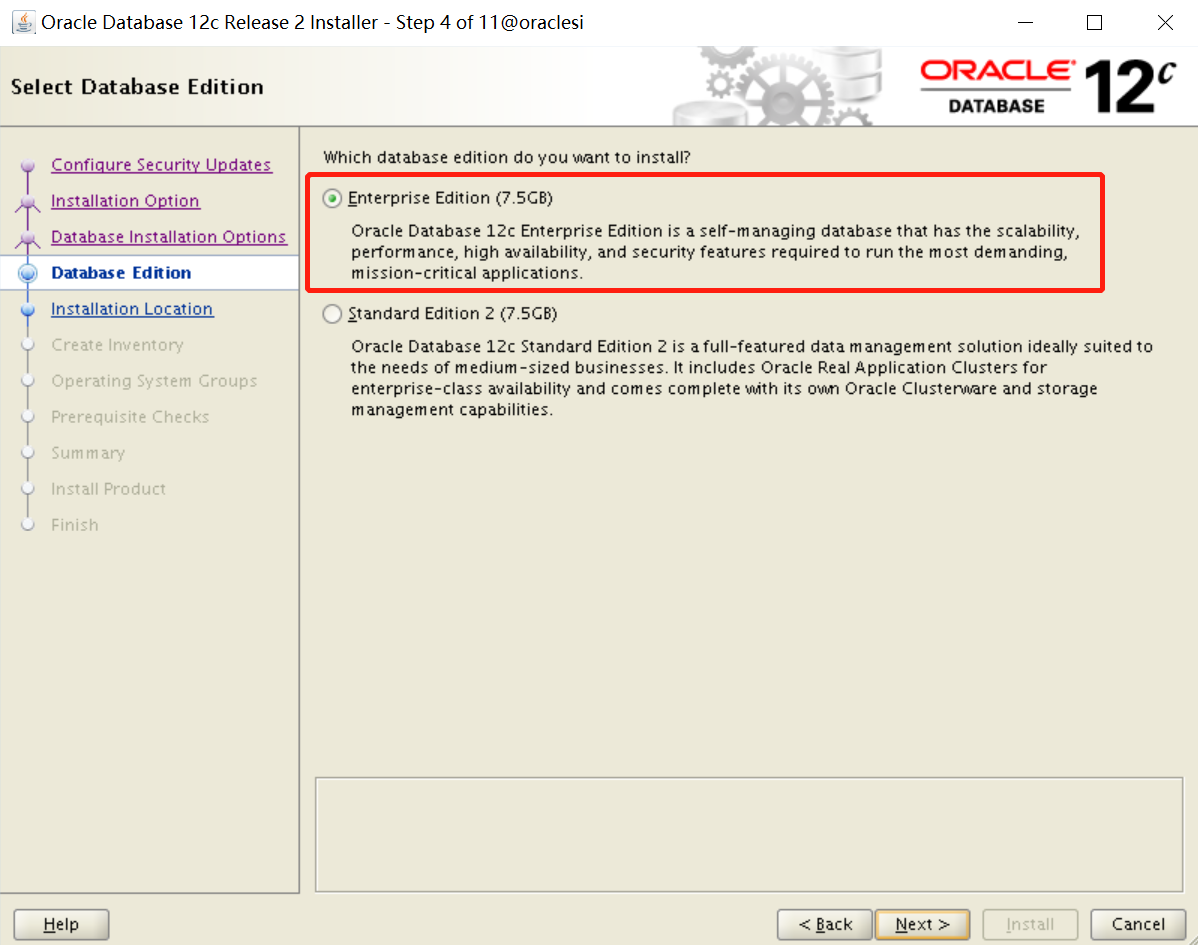 Oracle Database 12c Release 2 Installer - Step 4 of 11@oraclesi
Select Database Edition
ORACLE
DATABASE
12c
Configure Security Updates
Installation Option
Database Installation Options
Database Edition
Installation Location
Create Inventory
Operating System Groups
Prerequisite Checks
Summary
Install Product
Finish
Which database edition do you want to install?
Enterprise Edition (7.5GB)
Oracle Database 12c Enterprise Edition is a self-managing database that has the scalability,
performance, high availability, and security features required to run the most demanding,
mission-critical applications.
Standard Edition 2 (7.5GB)
Oracle Database 12c Standard Edition 2 is a full-featured data management solution ideally suited to
the needs of medium-sized businesses. It includes Oracle Real Application Clusters for
enterprise-class availability and comes complete with its own Oracle Clusterware and storage
management capabilities.
Help
< Back
Next >
Install
Cancel